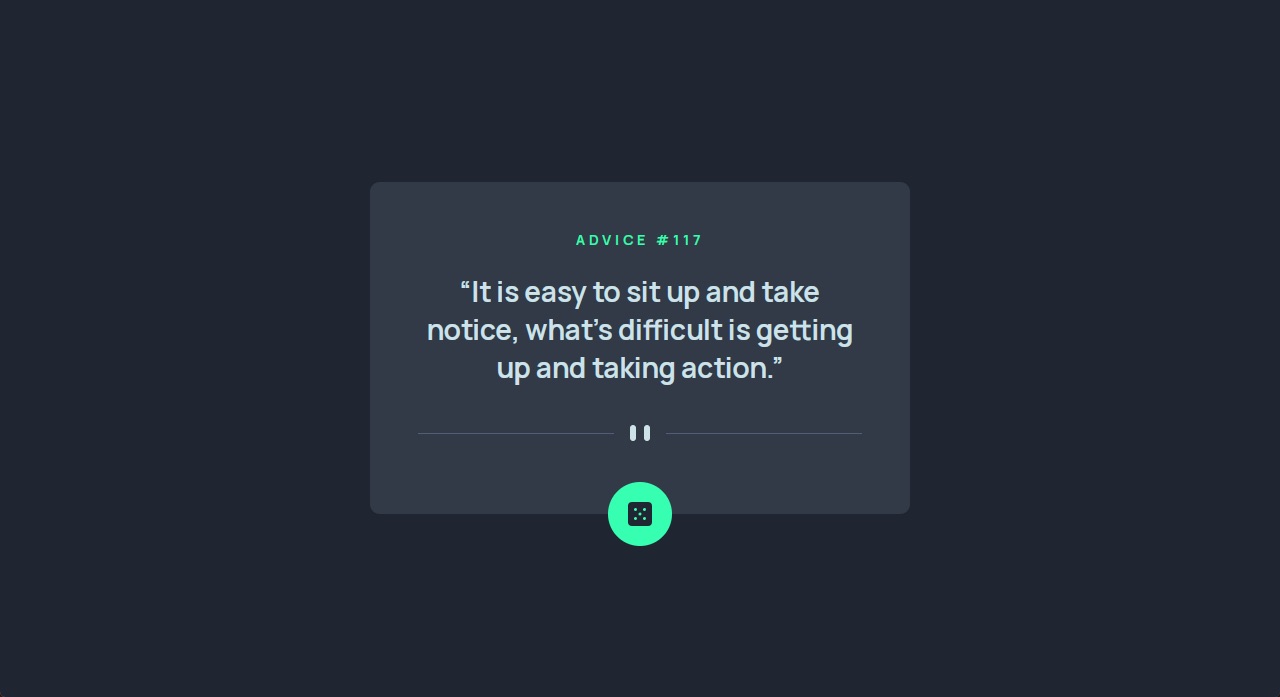 ADVICE #117
“It is easy to sit up and take
notice, what’s difficult is getting
up and taking action.”